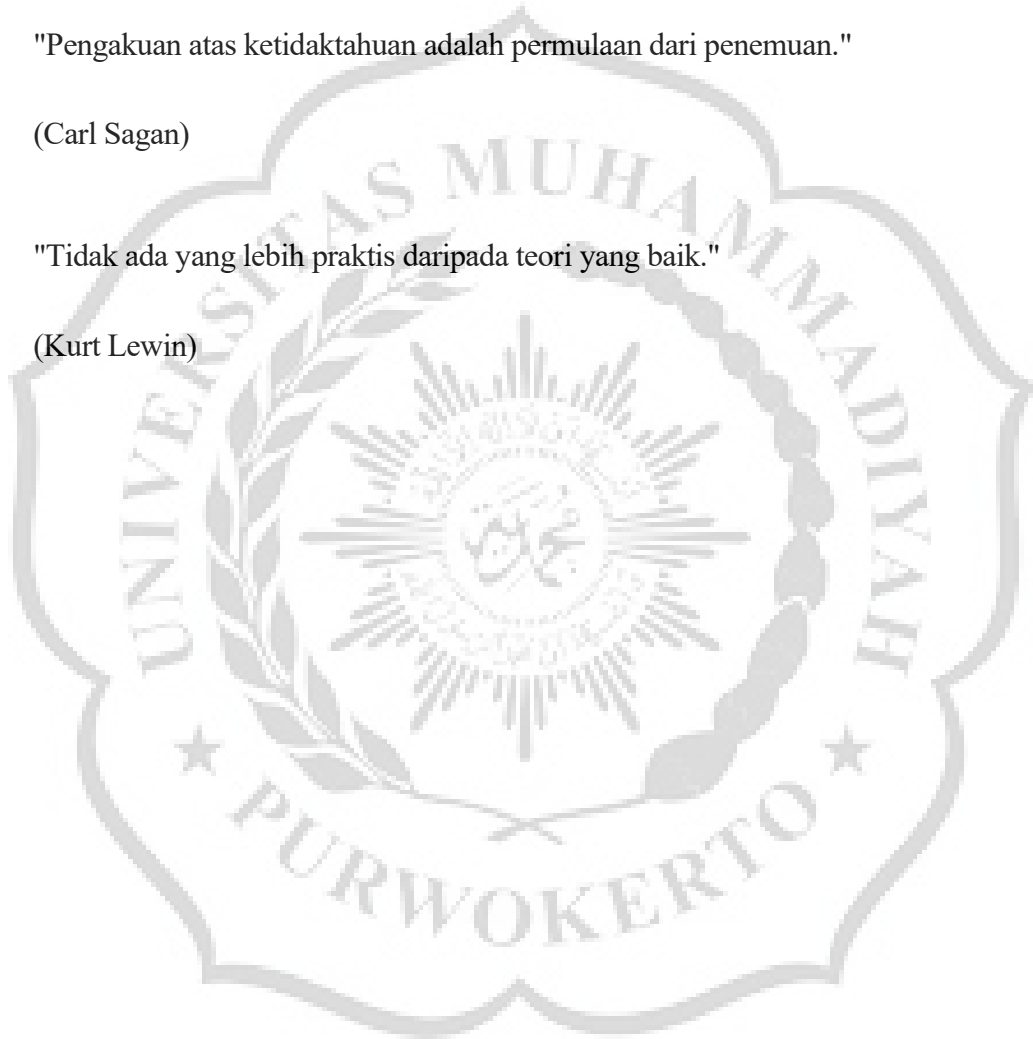 "Pengakuan atas ketidaktahuan adalah permulaan dari penemuan."
(Carl Sagan)
"Tidak ada yang lebih praktis daripada teori yang baik."
(Kurt Lewin)
UNIVERSITAS MUHAMMADIYAH
PURWOKERTO